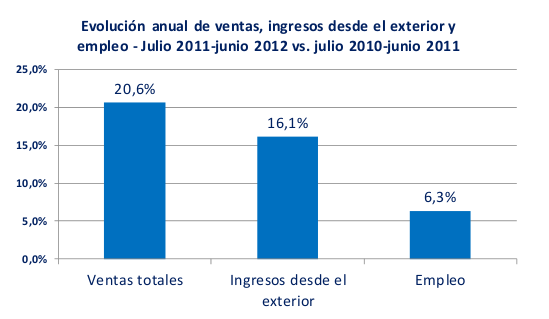 Evolución anual de ventas, ingresos desde el exterior y
empleo - Julio 2011-junio 2012 vs. julio 2010-junio 2011
25,0%
20,0%
15,0%
10,0%
5,0%
0,0%
20,6%
16,1%
6,3%
Ventas totales
Ingresos desde el
exterior
Empleo